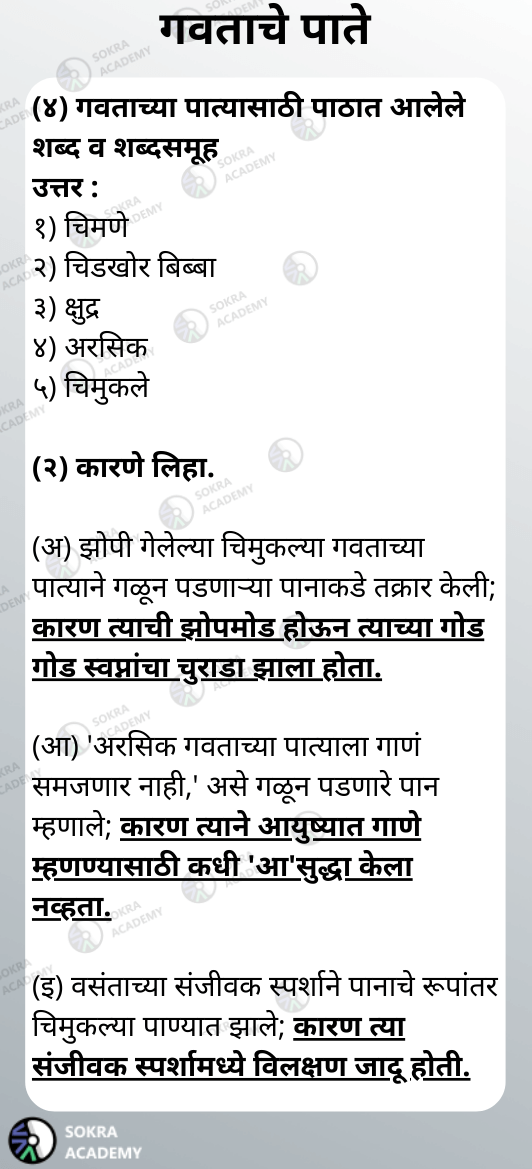 गवताचे पाते
(४) गवताच्या पात्यासाठी पाठात आलेले
शब्द व शब्दसमूह
उत्तर :
१) चिमणे
२) चिडखोर बिब्बा
३) क्षुद्र
४) अरसिक
५) चिमुकले
(२) कारणे लिहा.
(अ) झोपी गेलेल्या चिमुकल्या गवताच्या
पात्याने गळून पडणाऱ्या पानाकडे तक्रार केली;
कारण त्याची झोपमोड होऊन त्याच्या गोड
गोड स्वप्नांचा चुराडा झाला होता.
(आ) 'अरसिक गवताच्या पात्याला गाणं
समजणार नाही,' असे गळून पडणारे पान
म्हणाले; कारण त्याने आयुष्यात गाणे
म्हणण्यासाठी कधी 'आ'सुद्धा केला
नव्हता.
(इ) वसंताच्या संजीवक स्पर्शाने पानाचे रूपांतर
चिमुकल्या पाण्यात झाले; कारण त्या
संजीवक स्पर्शामध्ये विलक्षण जादू होती.
SOKRA
ACADEMY